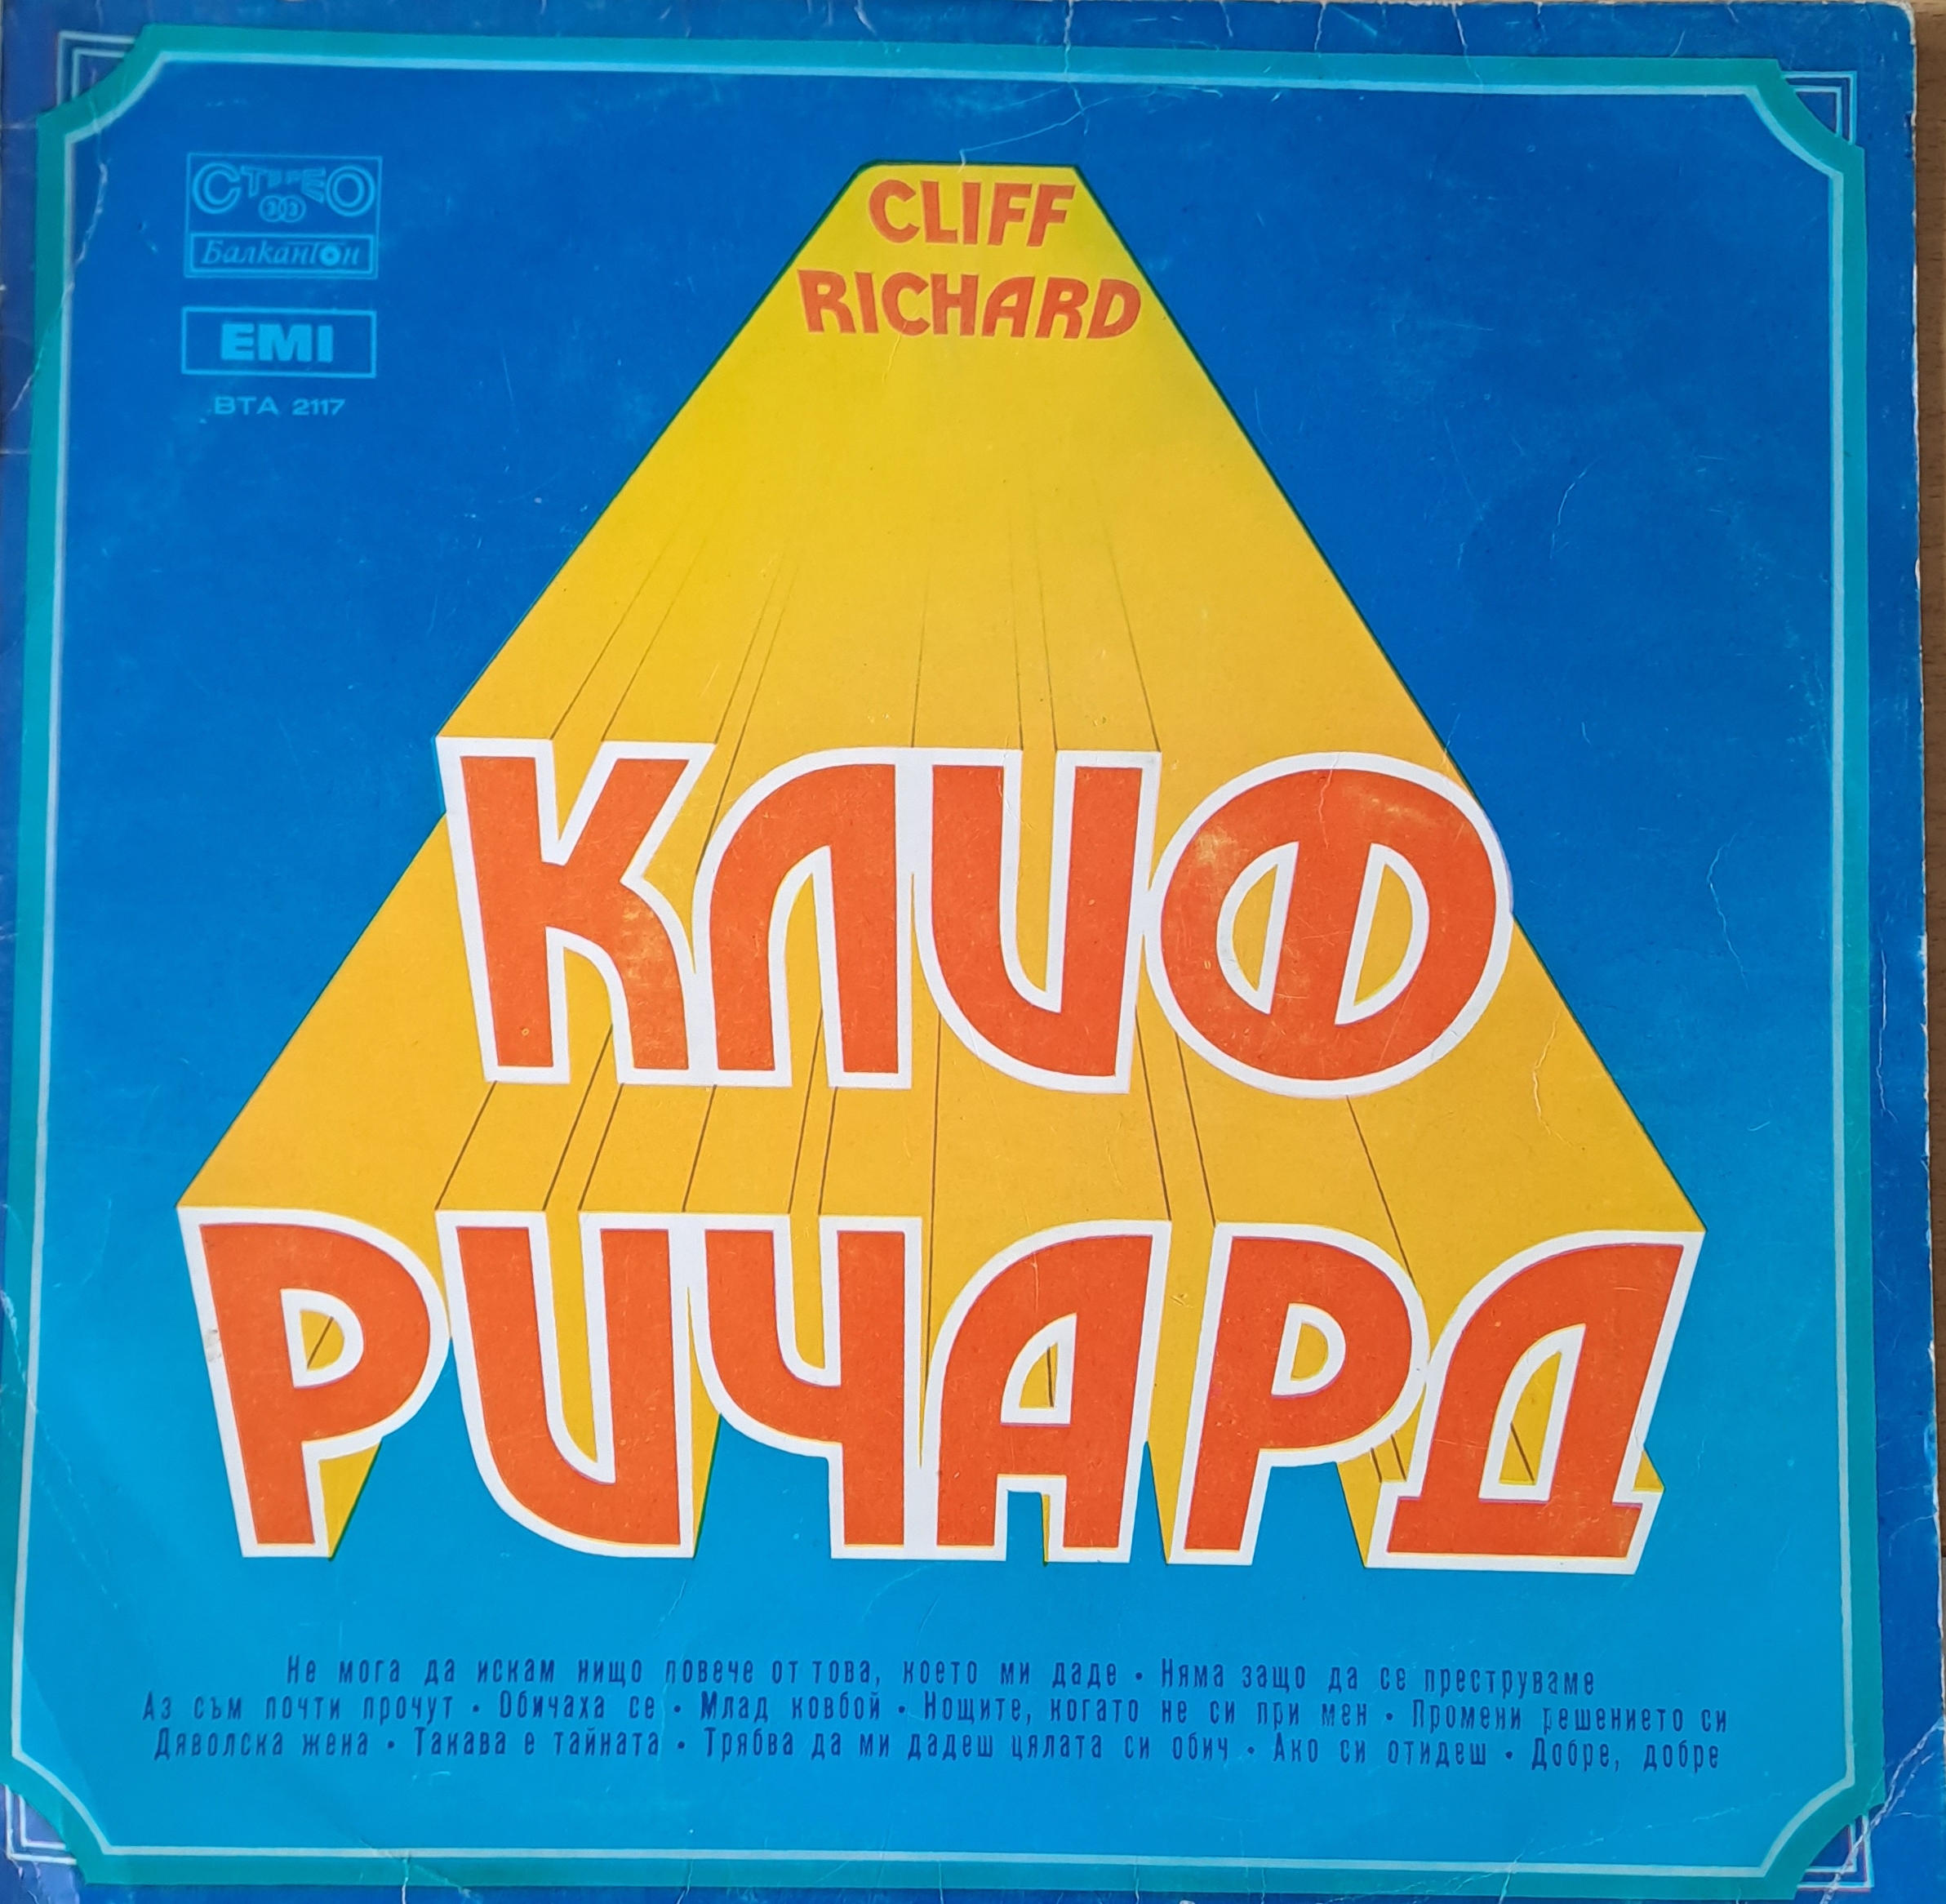 СТЕРЕО
33
Балкантон
EMI
ВТА 2117
CLIFF
RICHARD
КЛИФ
РИЧАРД
Не мога да искам нищо повече от това, което ми даде • Няма защо да се преструваме
Аз съм почти прочут • Обичаха се • Млад ковбой • Нощите, когато не си при мен • Промени решението си
Дяволска жена • Такава е тайната • Трябва да ми дадеш цялата си обич • Ако си отидеш • Добре, добре